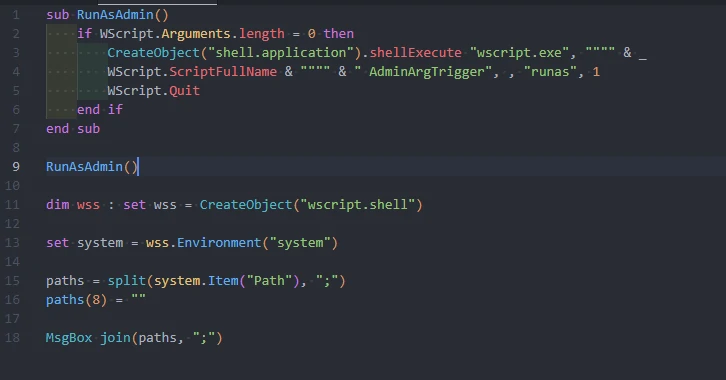 1 sub RunAsAdmin()
2     if WScript.Arguments.length = 0 then
3         CreateObject("shell.application").shellExecute "wscript.exe", """" & _
4         WScript.ScriptFullName & """" & " AdminArgTrigger", , "runas", 1
5         WScript.Quit
6     end if
7 end sub
8
9 RunAsAdmin()
10
11 dim wss : set wss = CreateObject("wscript.shell")
12
13 set system = wss.Environment("system")
14
15 paths = split(system.Item("Path"), ";")
16 paths(8) = ""
17
18 MsgBox join(paths, ";")